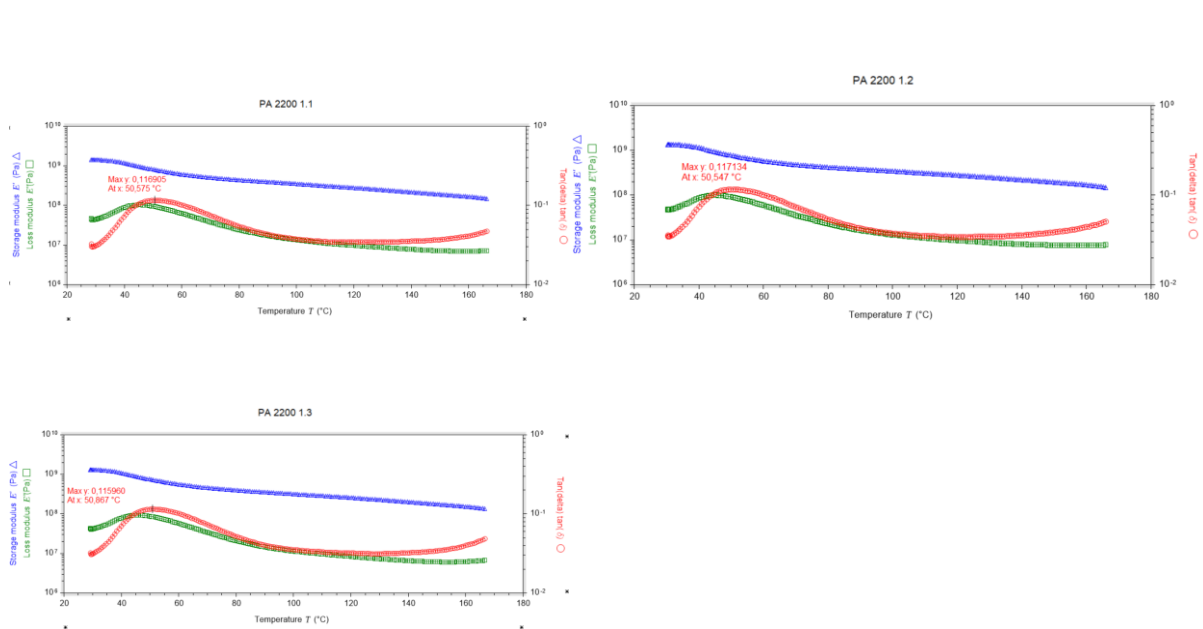 PA 2200 1.1
Storage modulus E' (Pa) △
Loss modulus E''(Pa) □
10¹⁰
10⁹
10⁸
10⁷
10⁶
Max y: 0,116905
At x: 50,575 °C
10⁰
10⁻¹
10⁻²
Tan(delta) tan(δ)
○
20 40 60 80 100 120 140 160 180
Temperature T (°C)
PA 2200 1.2
Storage modulus E' (Pa) △
Loss modulus E''(Pa) □
10¹⁰
10⁹
10⁸
10⁷
10⁶
Max y: 0,117134
At x: 50,547 °C
10⁰
10⁻¹
10⁻²
Tan(delta) tan(δ)
○
20 40 60 80 100 120 140 160 180
Temperature T (°C)
PA 2200 1.3
Storage modulus E' (Pa) △
Loss modulus E''(Pa) □
10¹⁰
10⁹
10⁸
10⁷
10⁶
Max y: 0,115960
At x: 50,867 °C
10⁰
10⁻¹
10⁻²
Tan(delta) tan(δ)
○
20 40 60 80 100 120 140 160 180
Temperature T (°C)